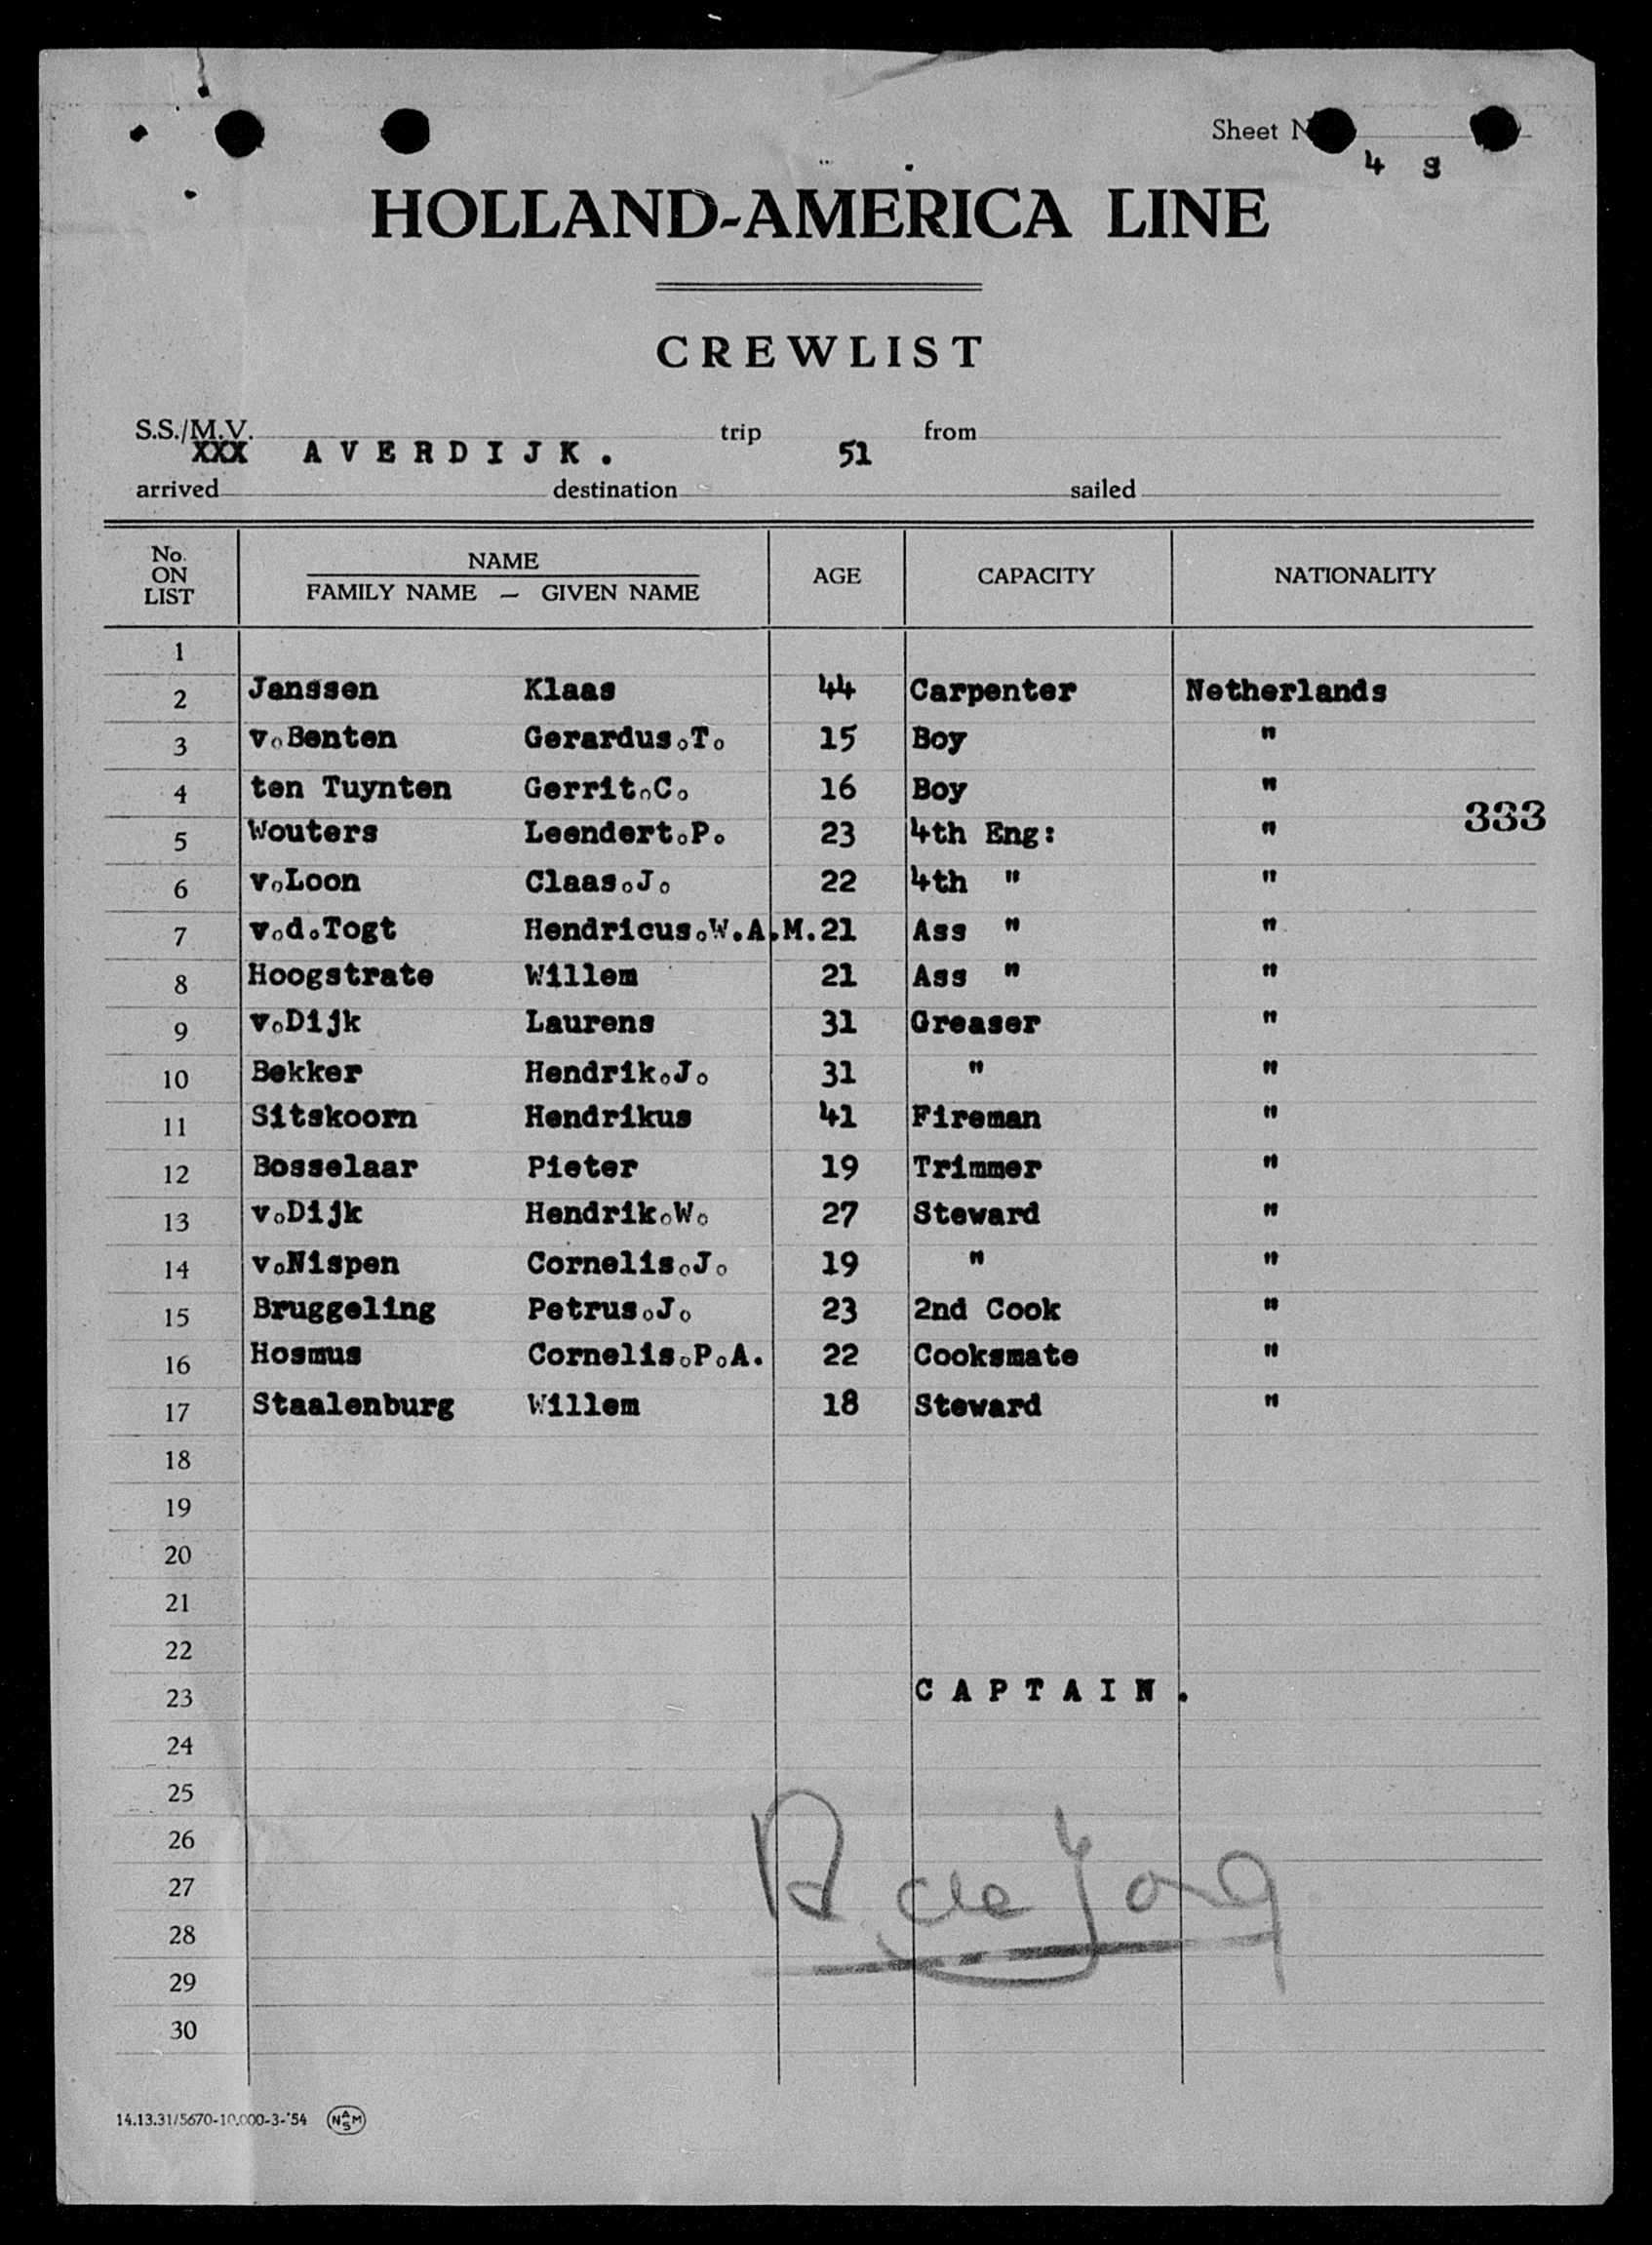 Sheet N
4 S
HOLLAND-AMERICA LINE
CREWLIST
S.S./M.V. XXX AVERDIJK. trip 51 from
arrived destination sailed
No. ON LIST NAME FAMILY NAME — GIVEN NAME AGE CAPACITY NATIONALITY
1
2 Janssen Klaas 44 Carpenter Netherlands
3 v.Benten Gerardus.T. 15 Boy "
4 ten Tuynten Gerrit.C. 16 Boy "
333
5 Wouters Leendert.P. 23 4th Eng: "
6 v.Loon Claas.J. 22 4th " "
7 v.d.Togt Hendricus.W.A.M. 21 Ass " "
8 Hoogstrate Willem 21 Ass " "
9 v.Dijk Laurens 31 Greaser "
10 Bekker Hendrik.J. 31 " "
11 Sitskoorn Hendrikus 41 Fireman "
12 Bosselaar Pieter 19 Trimmer "
13 v.Dijk Hendrik.W. 27 Steward "
14 v.Nispen Cornelis.J. 19 " "
15 Bruggeling Petrus.J. 23 2nd Cook "
16 Hosmus Cornelis.P.A. 22 Cooksmate "
17 Staalenburg Willem 18 Steward "
18
19
20
21
22
23 CAPTAIN.
24
25
26
27 de Jong
28
29
30
14.13.31/5670-10.000-3-'54 NASM